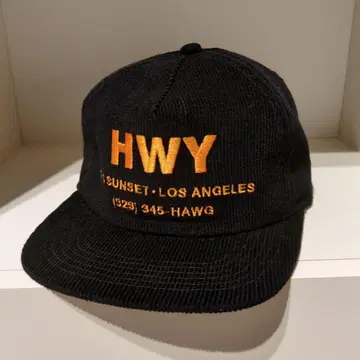 HWY
SUNSET · LOS ANGELES
(323) 345-HAWG